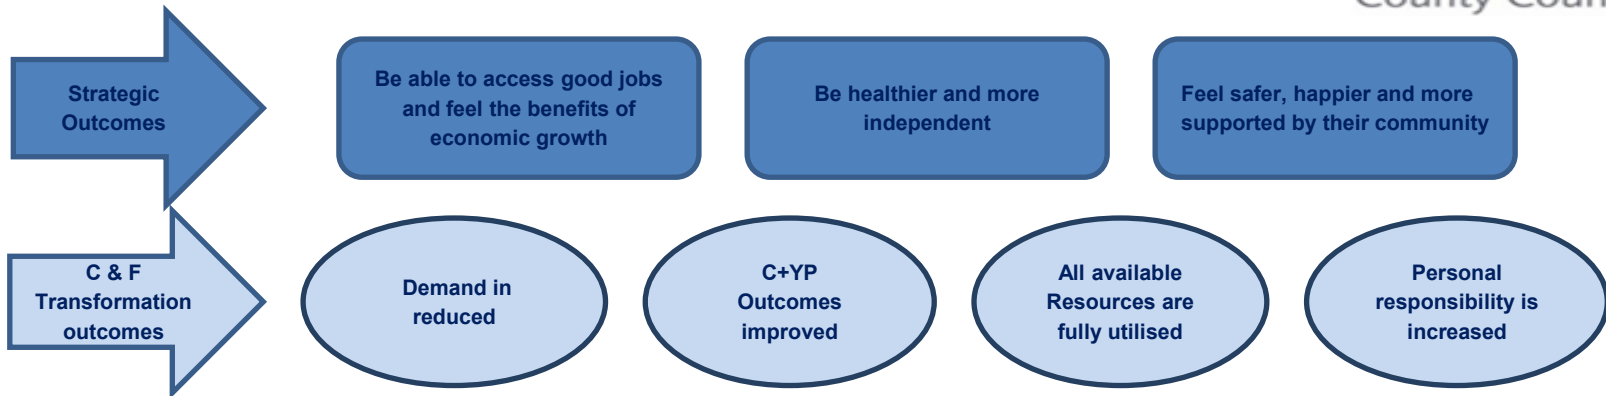 County Coun
Strategic
Outcomes
Be able to access good jobs
and feel the benefits of
economic growth
Be healthier and more
independent
Feel safer, happier and more
supported by their community
C & F
Transformation
outcomes
Demand in
reduced
C+YP
Outcomes
improved
All available
Resources are
fully utilised
Personal
responsibility is
increased